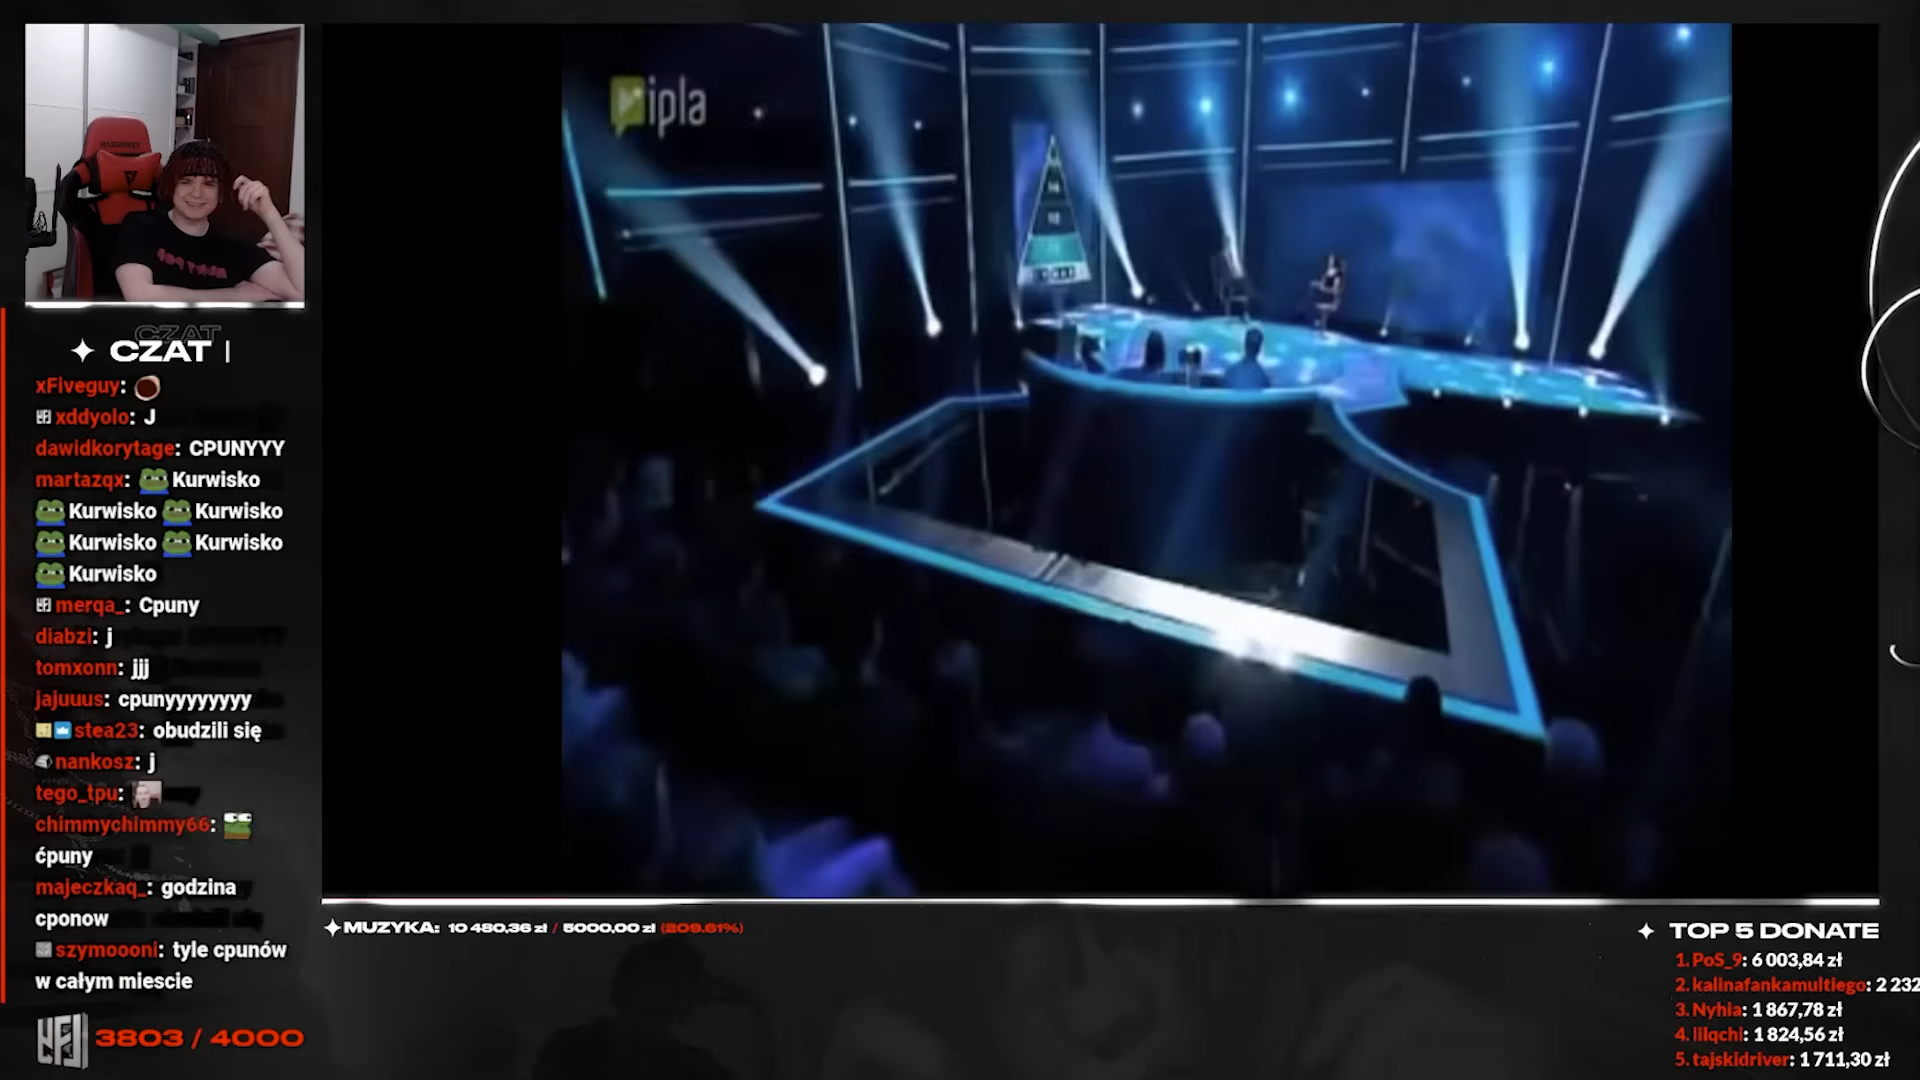 ipla
CZAT
CZAT |
xFiveguy:
xddyolo: J
dawidkorytage: CPUNYYY
martazqx: Kurwisko
Kurwisko Kurwisko
Kurwisko Kurwisko
Kurwisko
merqa_: Cpuny
diabzi: j
tomxonn: jjj
jajuuus: cpunyyyyyyyy
stea23: obudzili się
nankosz: j
tego_tpu:
chimmychimmy66:
ćpuny
majeczkaq_: godzina
cponow
szymoooni: tyle cpunów
w całym miescie
3803 / 4000
MUZYKA: 10 480,36 zł / 5000,00 zł (209.61%)
TOP 5 DONATE
1. PoS_9: 6 003,84 zł
2. kalinafankamultiego: 2 232
3. Nyhia: 1 867,78 zł
4. lilqchi: 1 824,56 zł
5. tajskidriver: 1 711,30 zł